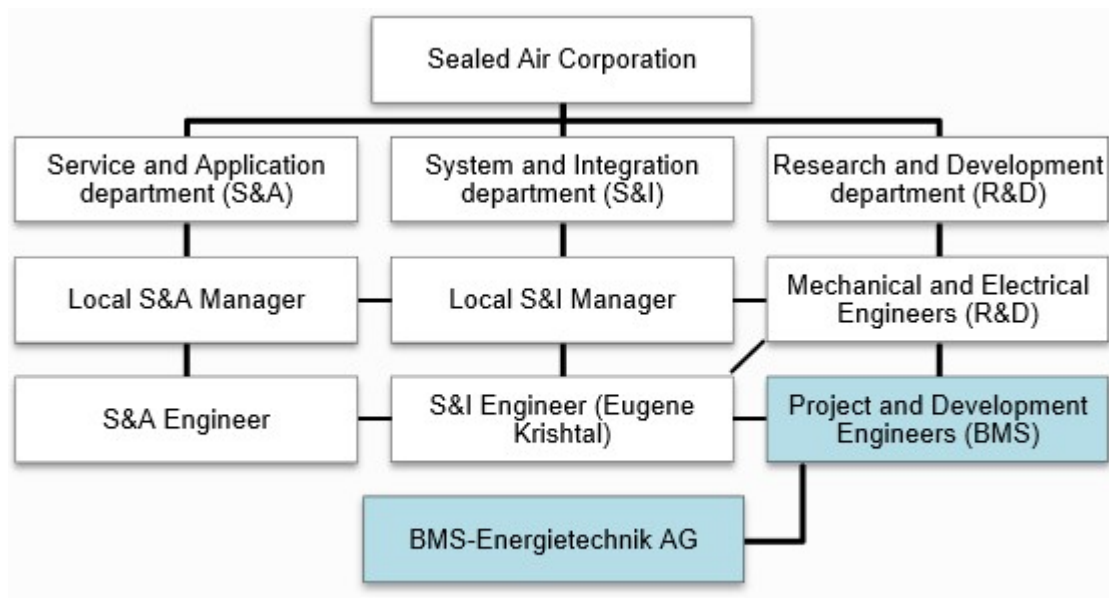 Sealed Air Corporation
Service and Application
department (S&A)
System and Integration
department (S&I)
Research and Development
department (R&D)
Local S&A Manager
Local S&I Manager
Mechanical and Electrical
Engineers (R&D)
S&A Engineer
S&I Engineer (Eugene
Krishtal)
Project and Development
Engineers (BMS)
BMS-Energietechnik AG